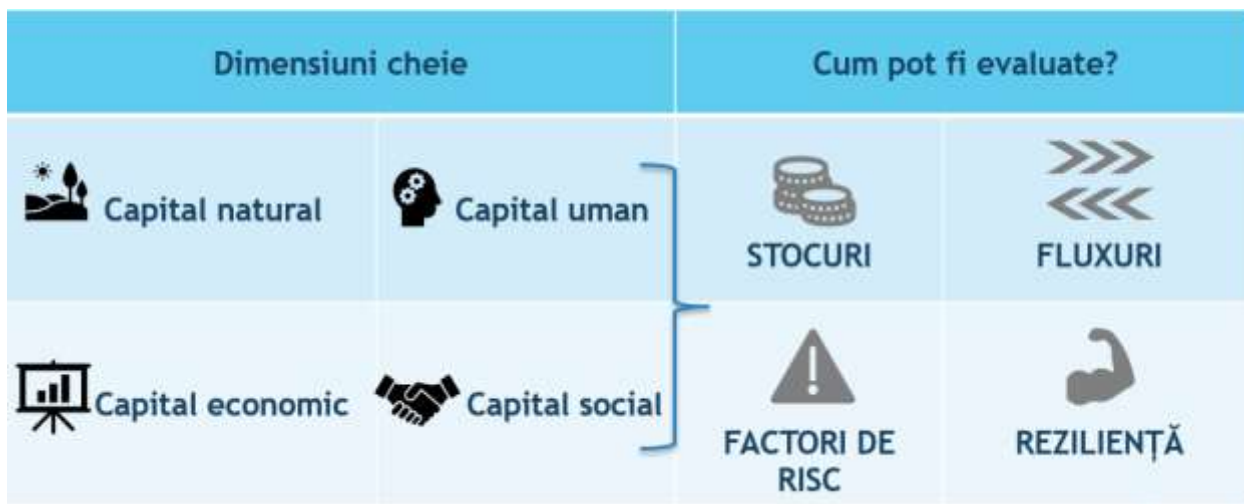 Dimensiuni cheie
Cum pot fi evaluate?
Capital natural
Capital uman
STOCURI
FLUXURI
Capital economic
Capital social
FACTORI DE
RISC
REZILIENȚĂ